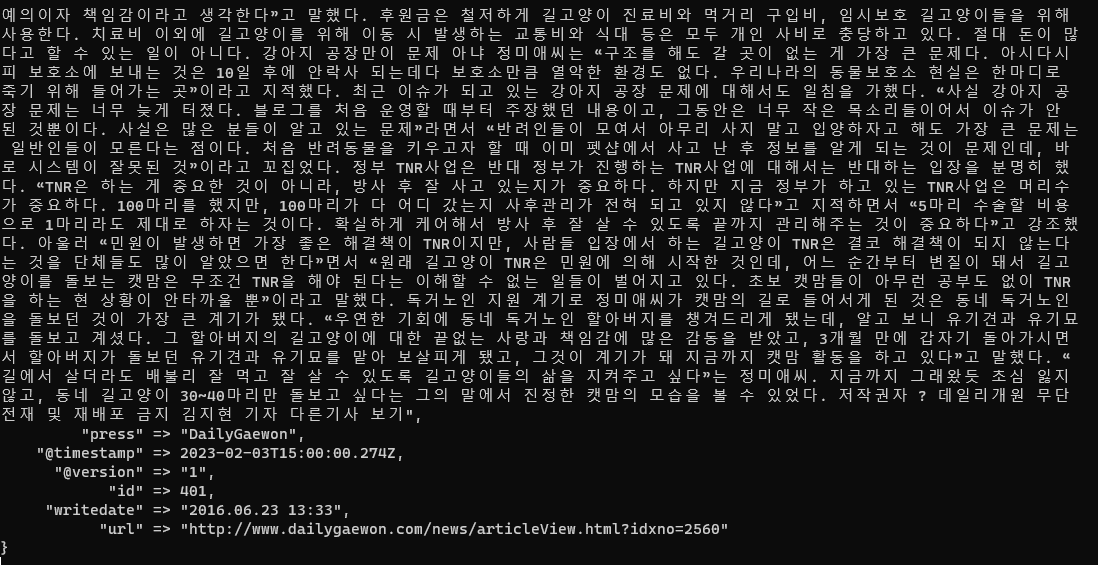 예의이자 책임감이라고 생각한다”고 말했다. 후원금은 철저하게 길고양이 진료비와 먹거리 구입비, 임시보호 길고양이들을 위해
사용한다. 치료비 이외에 길고양이를 위해 이동 시 발생하는 교통비와 식대 등은 모두 개인 사비로 충당하고 있다. 절대 돈이 많
다고 할 수 있는 일이 아니다. 강아지 공장만이 문제 아냐 정미애씨는 “구조를 해도 갈 곳이 없는 게 가장 큰 문제다. 아시다시
피 보호소에 보내는 것은 10일 후에 안락사 되는데다 보호소만큼 열악한 환경도 없다. 우리나라의 동물보호소 현실은 한마디로
죽기 위해 들어가는 곳”이라고 지적했다. 최근 이슈가 되고 있는 강아지 공장 문제에 대해서도 일침을 가했다. “사실 강아지 공
장 문제는 너무 늦게 터졌다. 블로그를 처음 운영할 때부터 주장했던 내용이고, 그동안은 너무 작은 목소리들이어서 이슈가 안
된 것뿐이다. 사실은 많은 분들이 알고 있는 문제”라면서 “반려인들이 모여서 아무리 사지 말고 입양하자고 해도 가장 큰 문제는
일반인들이 모른다는 점이다. 처음 반려동물을 키우고자 할 때 이미 펫샵에서 사고 난 후 정보를 알게 되는 것이 문제인데, 바
로 시스템이 잘못된 것”이라고 꼬집었다. 정부 TNR사업은 반대 정부가 진행하는 TNR사업에 대해서는 반대하는 입장을 분명히 했
다. “TNR은 하는 게 중요한 것이 아니라, 방사 후 잘 사고 있는지가 중요하다. 하지만 지금 정부가 하고 있는 TNR사업은 머리수
가 중요하다. 100마리를 했지만, 100마리가 다 어디 갔는지 사후관리가 전혀 되고 있지 않다”고 지적하면서 “5마리 수술할 비용
으로 1마리라도 제대로 하자는 것이다. 확실하게 케어해서 방사 후 잘 살 수 있도록 끝까지 관리해주는 것이 중요하다”고 강조했
다. 아울러 “민원이 발생하면 가장 좋은 해결책이 TNR이지만, 사람들 입장에서 하는 길고양이 TNR은 결코 해결책이 되지 않는다
는 것을 단체들도 많이 알았으면 한다”면서 “원래 길고양이 TNR은 민원에 의해 시작한 것인데, 어느 순간부터 변질이 돼서 길고
양이를 돌보는 캣맘은 무조건 TNR을 해야 된다는 이해할 수 없는 일들이 벌어지고 있다. 초보 캣맘들이 아무런 공부도 없이 TNR
을 하는 현 상황이 안타까울 뿐”이라고 말했다. 독거노인 지원 계기로 정미애씨가 캣맘의 길로 들어서게 된 것은 동네 독거노인
을 돌보던 것이 가장 큰 계기가 됐다. “우연한 기회에 동네 독거노인 할아버지를 챙겨드리게 됐는데, 알고 보니 유기견과 유기묘
를 돌보고 계셨다. 그 할아버지의 길고양이에 대한 끝없는 사랑과 책임감에 많은 감동을 받았고, 3개월 만에 갑자기 돌아가시면
서 할아버지가 돌보던 유기견과 유기묘를 맡아 보살피게 됐고, 그것이 계기가 돼 지금까지 캣맘 활동을 하고 있다”고 말했다. “
길에서 살더라도 배불리 잘 먹고 잘 살 수 있도록 길고양이들의 삶을 지켜주고 싶다”는 정미애씨. 지금까지 그래왔듯 초심 잃지
않고, 동네 길고양이 30~40마리만 돌보고 싶다는 그의 말에서 진정한 캣맘의 모습을 볼 수 있었다. 저작권자 ? 데일리개원 무단
전재 및 재배포 금지 김지현 기자 다른기사 보기",
"press" => "DailyGaewon",
"@timestamp" => 2023-02-03T15:00:00.274Z,
"@version" => "1",
"id" => 401,
"writedate" => "2016.06.23 13:33",
"url" => "http://www.dailygaewon.com/news/articleView.html?idxno=2560"
}